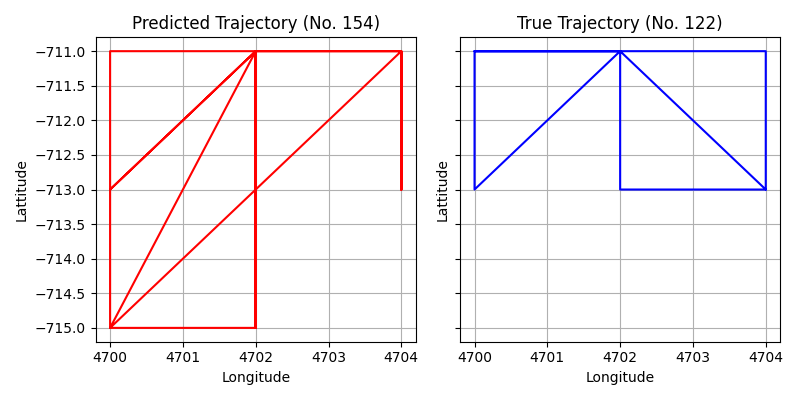 Predicted Trajectory (No. 154)
True Trajectory (No. 122)
−711.0
−711.5
−712.0
−712.5
−713.0
−713.5
−714.0
−714.5
−715.0
Lattitude
Lattitude
4700 4701 4702 4703 4704
4700 4701 4702 4703 4704
Longitude
Longitude